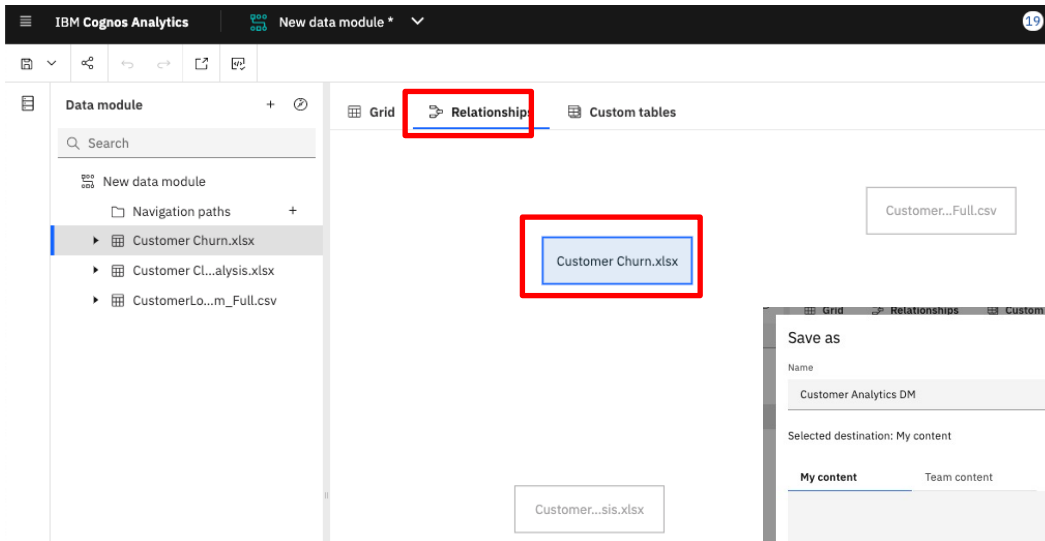 IBM Cognos Analytics
New data module *
19
Data module
Grid
Relationships
Custom tables
Search
New data module
Navigation paths
Customer Churn.xlsx
Customer Cl...alysis.xlsx
CustomerLo...m_Full.csv
Customer...Full.csv
Customer Churn.xlsx
Customer...sis.xlsx
Grid
Relationships
Custom
Save as
Name
Customer Analytics DM
Selected destination: My content
My content
Team content